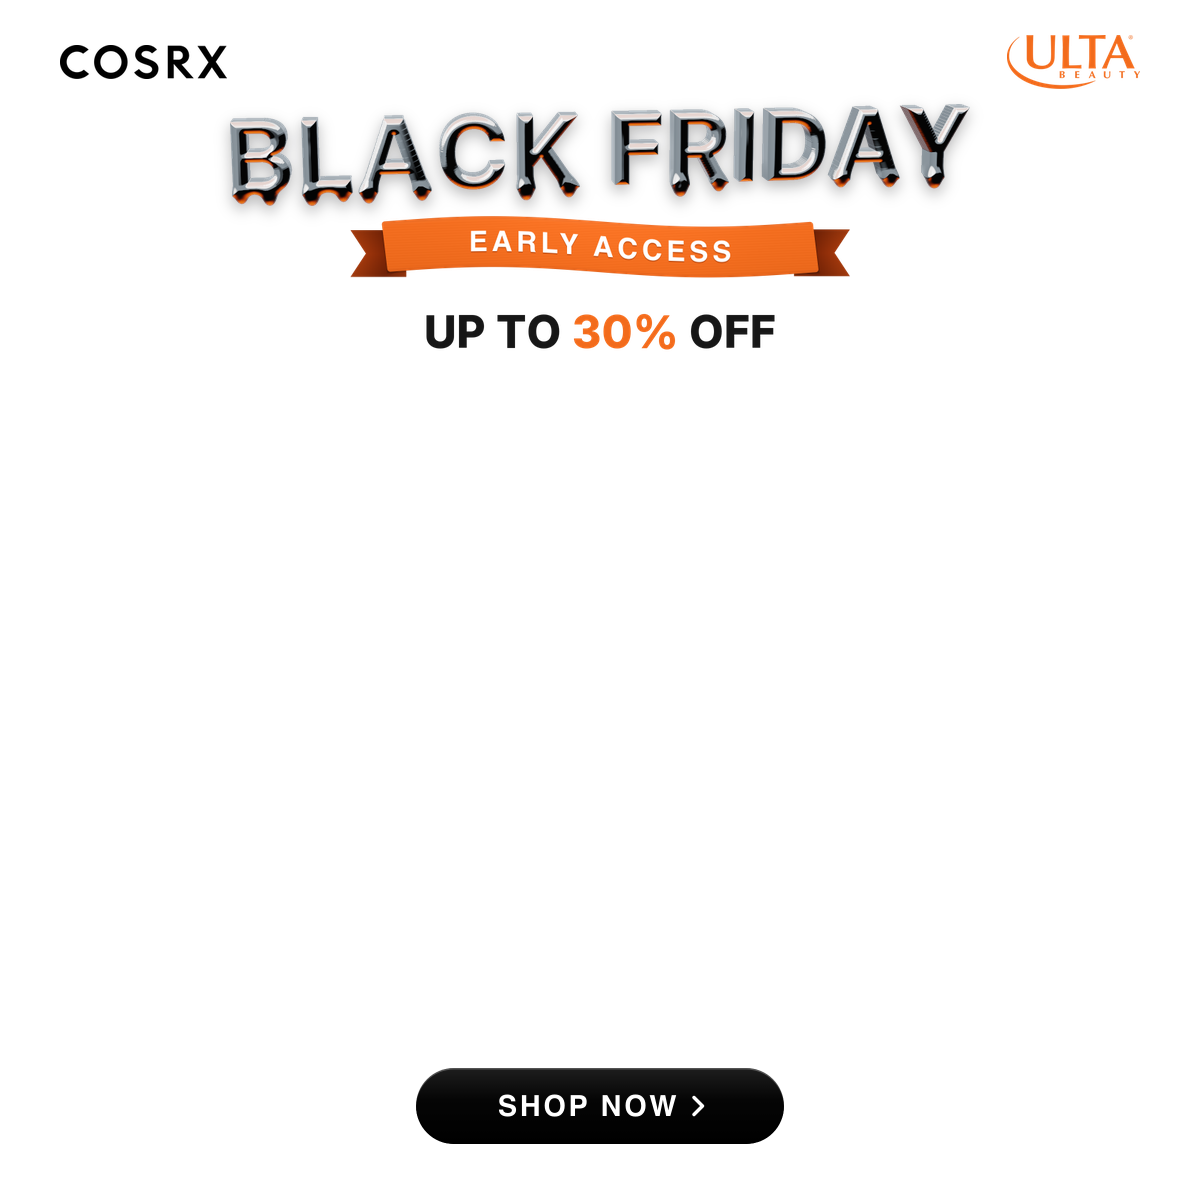 COSRX
ULTA
BEAUTY
BLACK FRIDAY
EARLY ACCESS
UP TO 30% OFF
SHOP NOW >